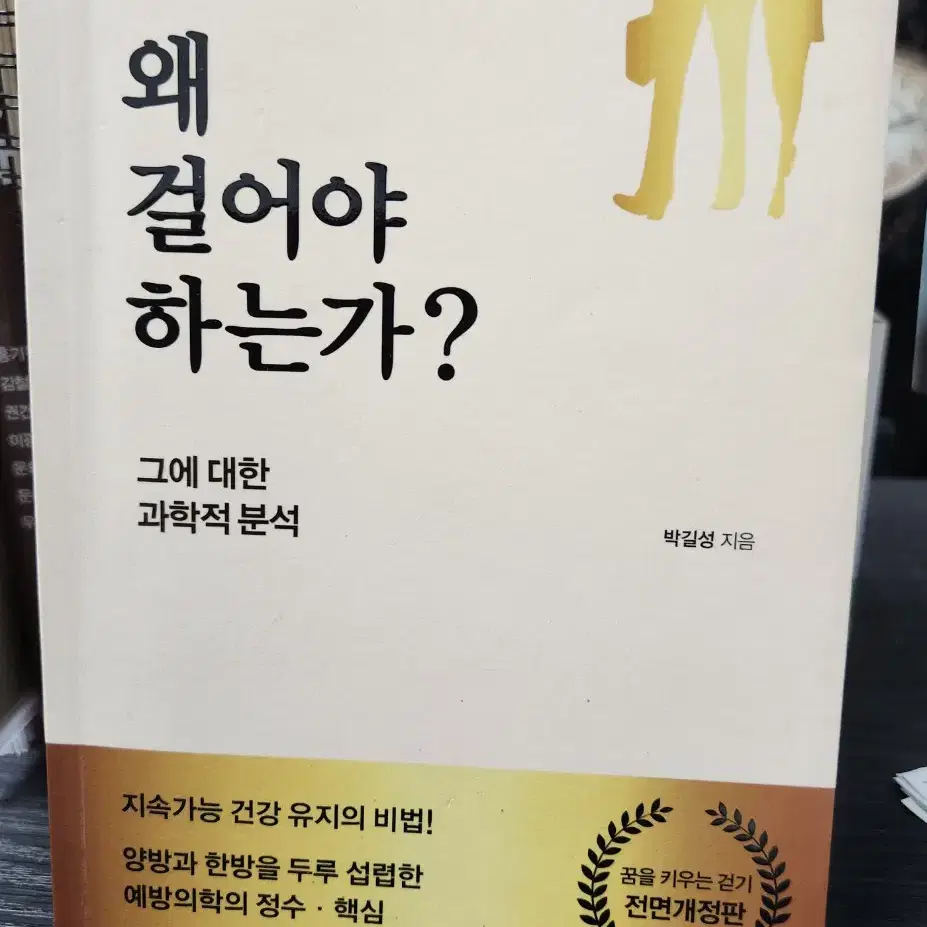 왜
걸어야
하는가?
그에 대한
과학적 분석
박길성 지음
지속가능 건강 유지의 비법!
양방과 한방을 두루 섭렵한
예방의학의 정수 · 핵심
꿈을 키우는 걷기
전면개정판